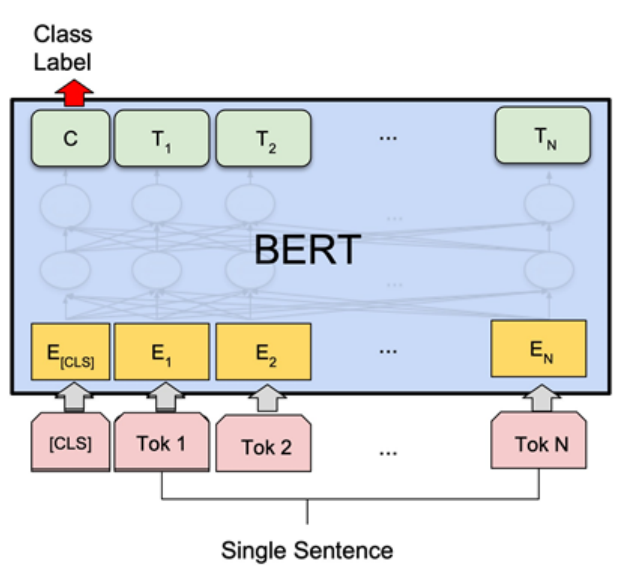 Class
Label
C T1 T2 ... TN
...
BERT
...
E[CLS] E1 E2 ... EN
[CLS] Tok 1 Tok 2 ... Tok N
Single Sentence